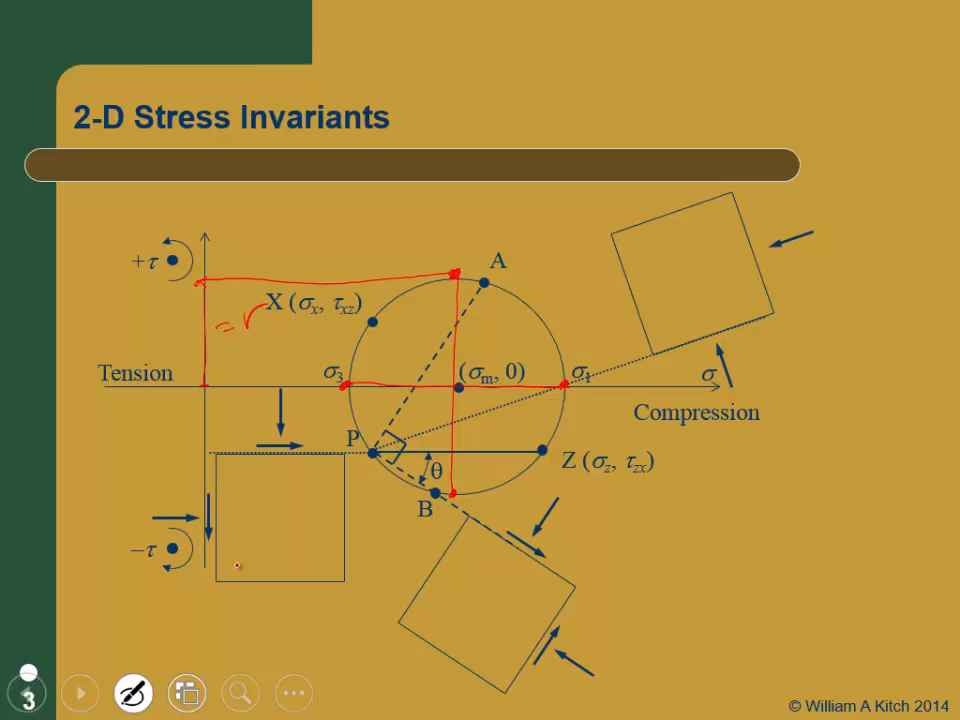 2-D Stress Invariants
+τ
A
= r
X (σx, τxz)
Tension
σ3
(σm, 0)
σ1
σ
Compression
P
θ
Z (σz, τzx)
B
−τ
3
© William A Kitch 2014